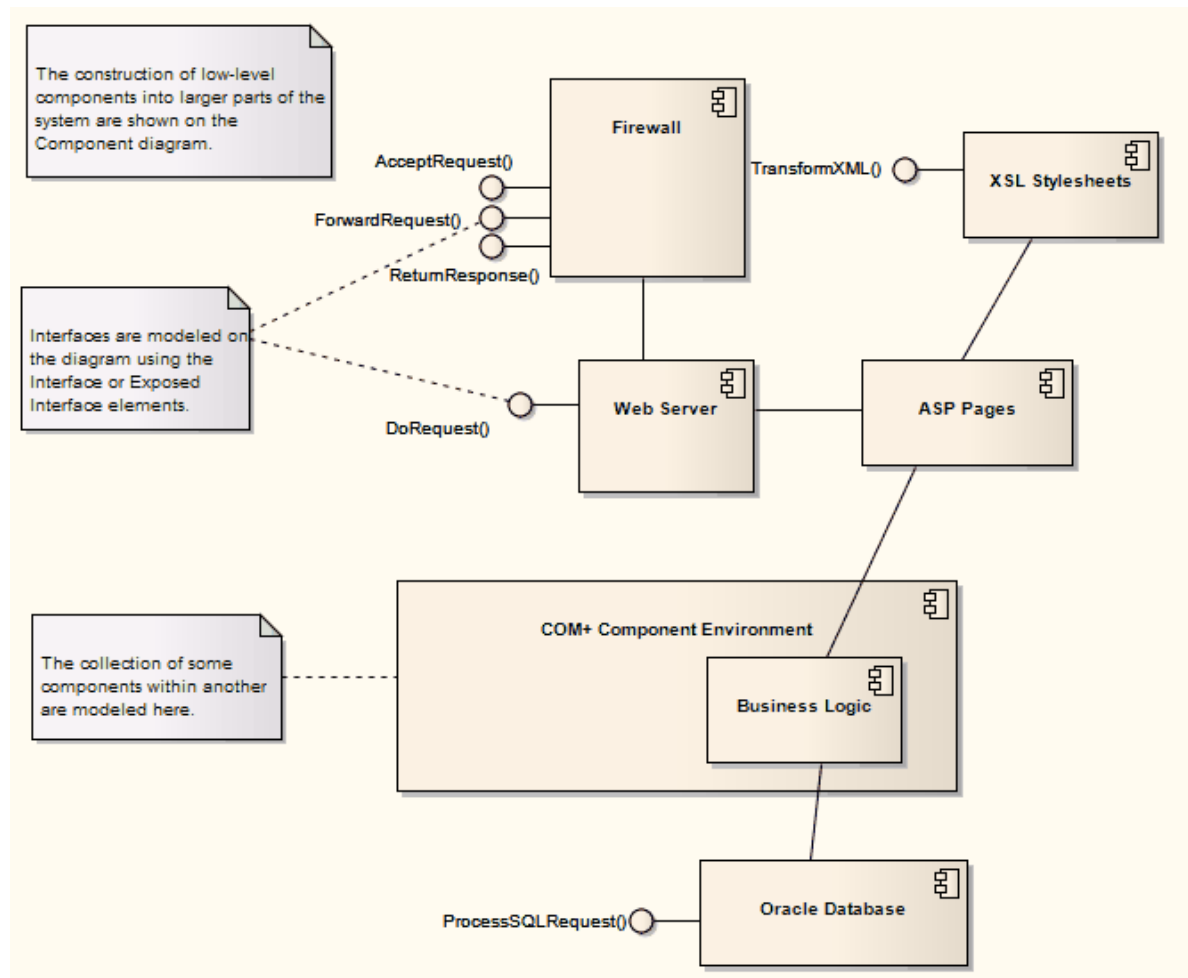 The construction of low-level
components into larger parts of the
system are shown on the
Component diagram.
Firewall
AcceptRequest()
ForwardRequest()
ReturnResponse()
TransformXML()
XSL Stylesheets
Interfaces are modeled on
the diagram using the
Interface or Exposed
Interface elements.
DoRequest()
Web Server
ASP Pages
COM+ Component Environment
The collection of some
components within another
are modeled here.
Business Logic
Oracle Database
ProcessSQLRequest()